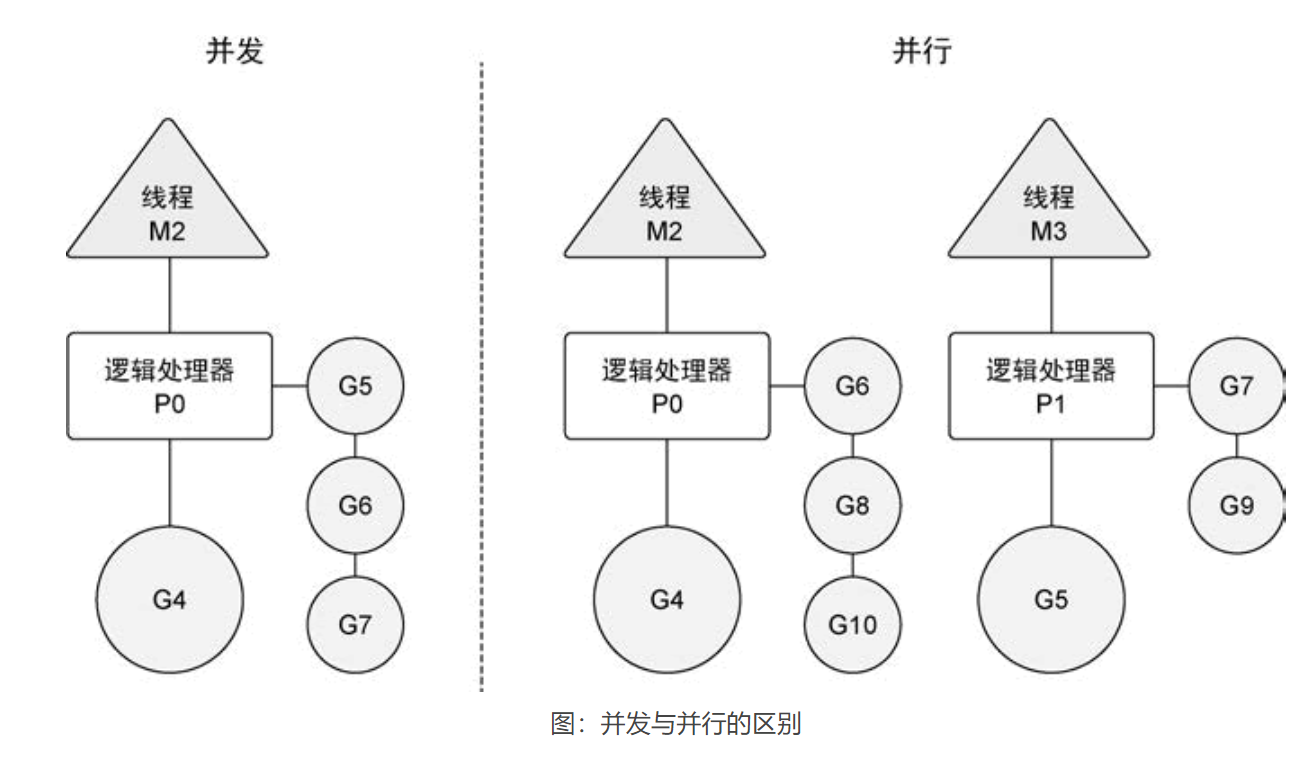 并发
并行
线程
M2
逻辑处理器
P0
G5
G6
G7
G4
线程
M2
逻辑处理器
P0
G6
G8
G10
G4
线程
M3
逻辑处理器
P1
G7
G9
G5
图：并发与并行的区别